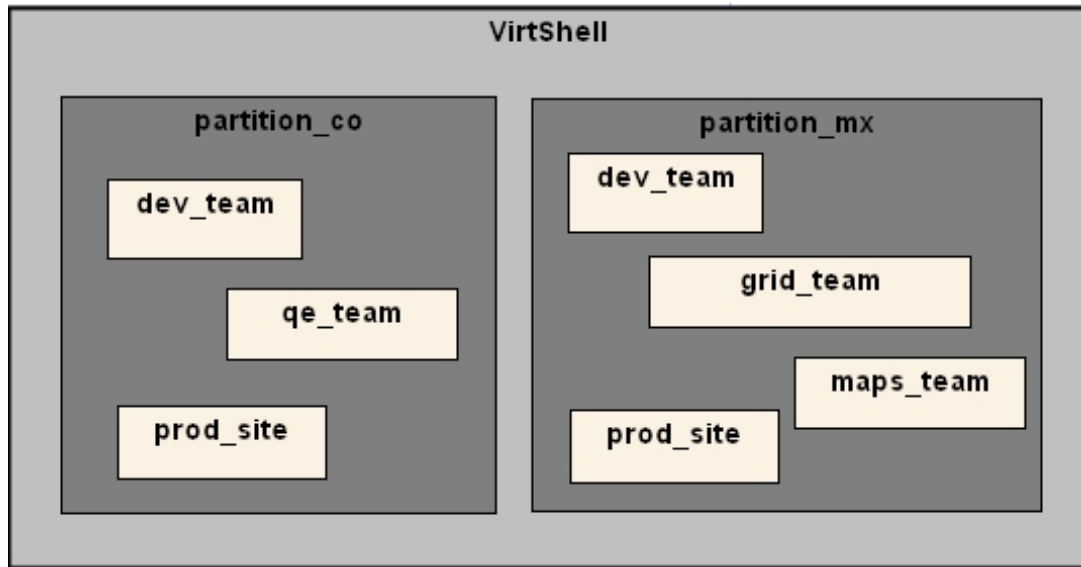 VirtShell
partition_co
dev_team
qe_team
prod_site
partition_mx
dev_team
grid_team
maps_team
prod_site